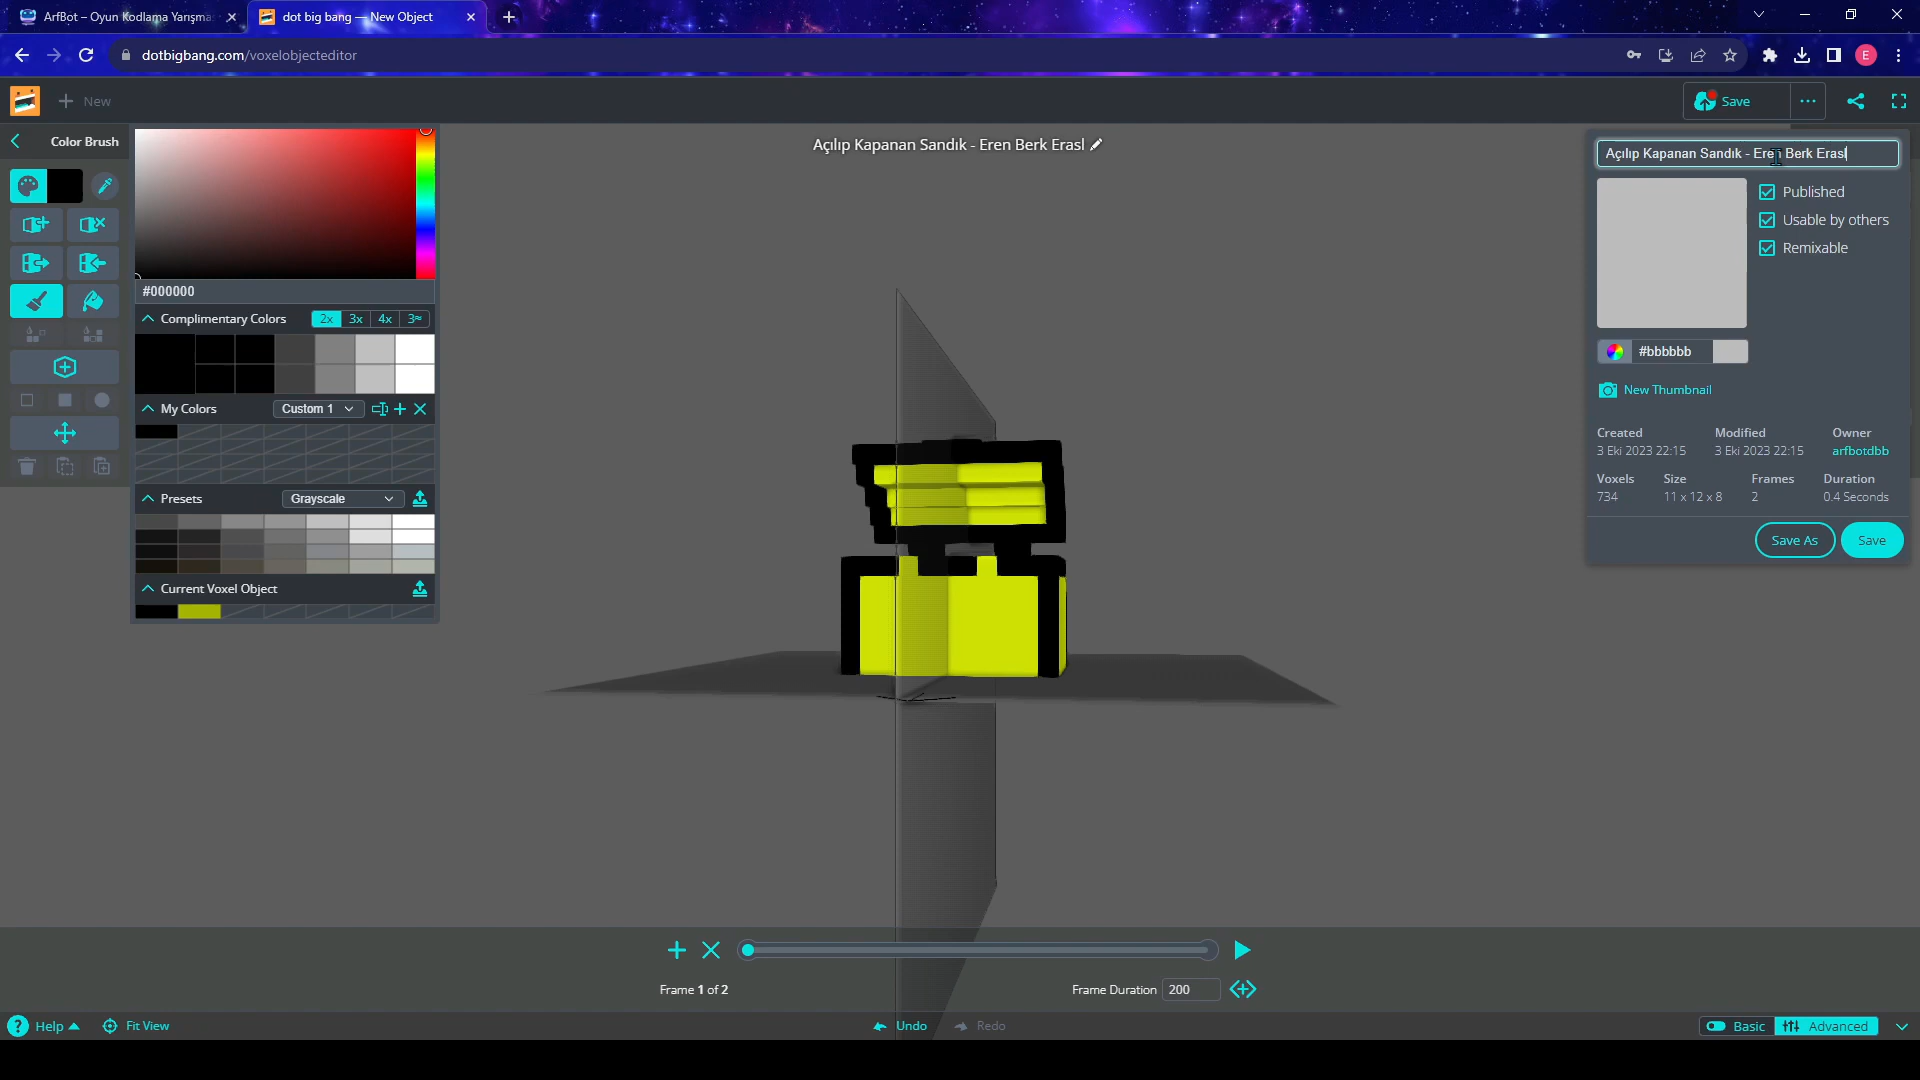 ArfBot – Oyun Kodlama Yarışma
dot big bang — New Object
dotbigbang.com/voxelobjecteditor
E
New
Save
Color Brush
Açılıp Kapanan Sandık - Eren Berk Erasl
Açılıp Kapanan Sandık - Eren Berk Erasl
Published
Usable by others
Remixable
#000000
Complimentary Colors
2x
3x
4x
3≈
#bbbbbb
New Thumbnail
My Colors
Custom 1
Created
Modified
Owner
3 Eki 2023 22:15
3 Eki 2023 22:15
arfbotdbb
Voxels
Size
Frames
Duration
734
11 x 12 x 8
2
0.4 Seconds
Presets
Grayscale
Save As
Save
Current Voxel Object
Frame 1 of 2
Frame Duration
200
? Help
Fit View
Undo
Redo
Basic
Advanced